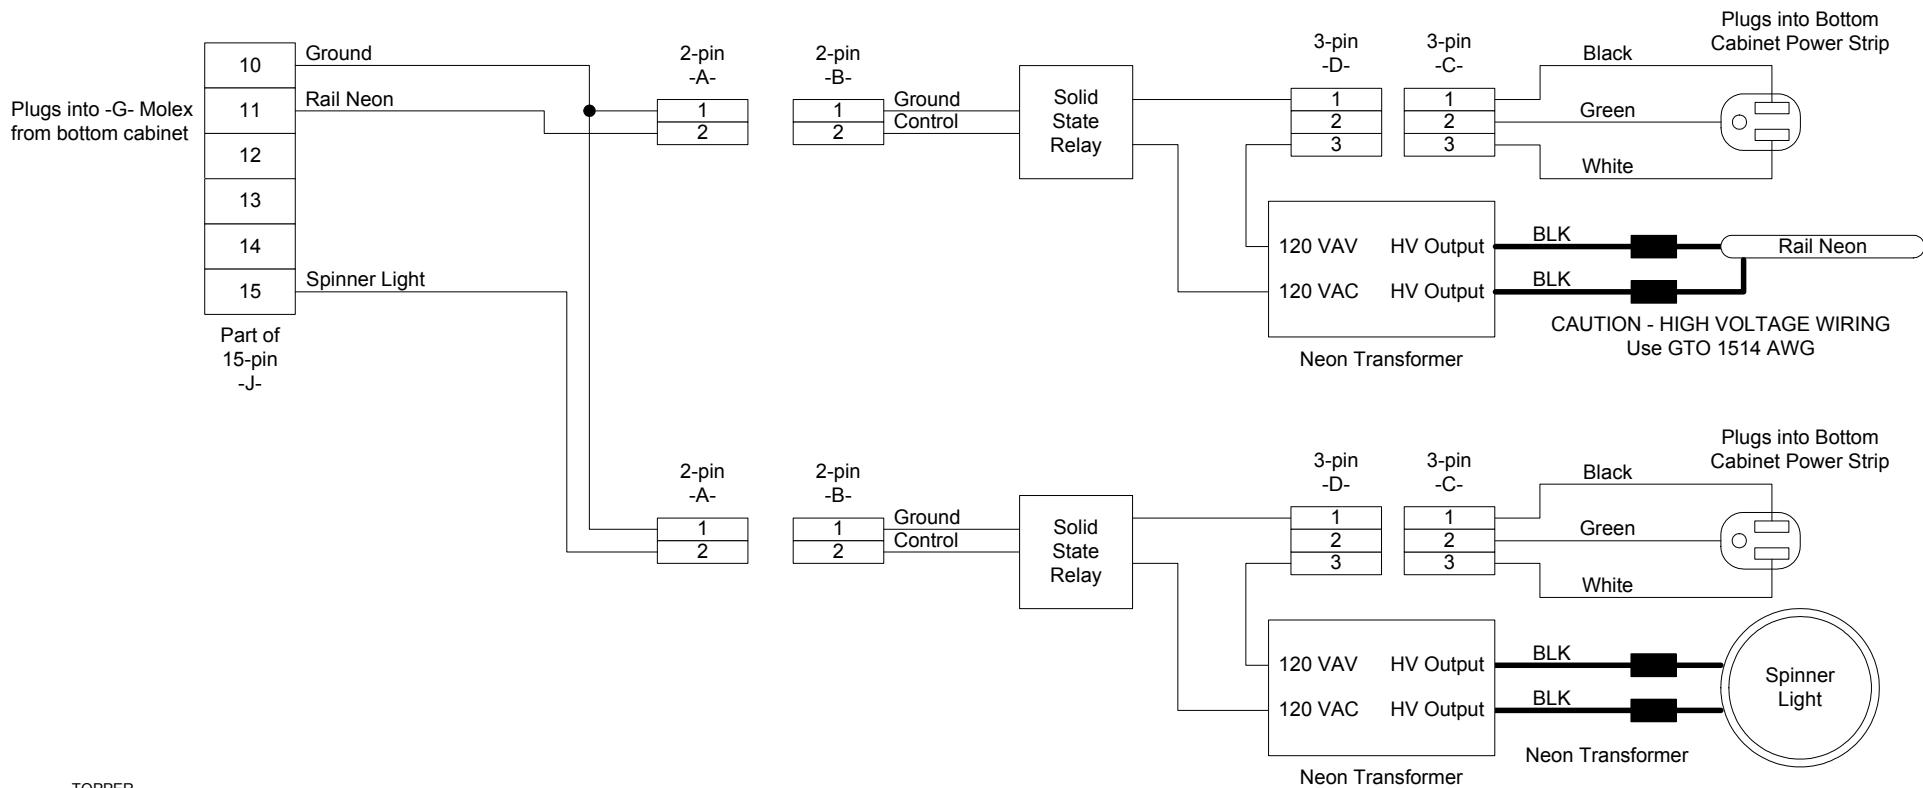 Plugs into -G- Molex
from bottom cabinet
10
11
12
13
14
15
Ground
Rail Neon
Spinner Light
Part of
15-pin
-J-
2-pin
-A-
1
2
2-pin
-B-
1
2
Ground
Control
Solid
State
Relay
3-pin
-D-
1
2
3
3-pin
-C-
1
2
3
Black
Green
White
Plugs into Bottom
Cabinet Power Strip
120 VAV HV Output
120 VAC HV Output
BLK
BLK
Rail Neon
Neon Transformer
CAUTION - HIGH VOLTAGE WIRING
Use GTO 1514 AWG
2-pin
-A-
1
2
2-pin
-B-
1
2
Ground
Control
Solid
State
Relay
3-pin
-D-
1
2
3
3-pin
-C-
1
2
3
Black
Green
White
Plugs into Bottom
Cabinet Power Strip
120 VAV HV Output
120 VAC HV Output
BLK
BLK
Spinner
Light
Neon Transformer
Neon Transformer
TOPPER